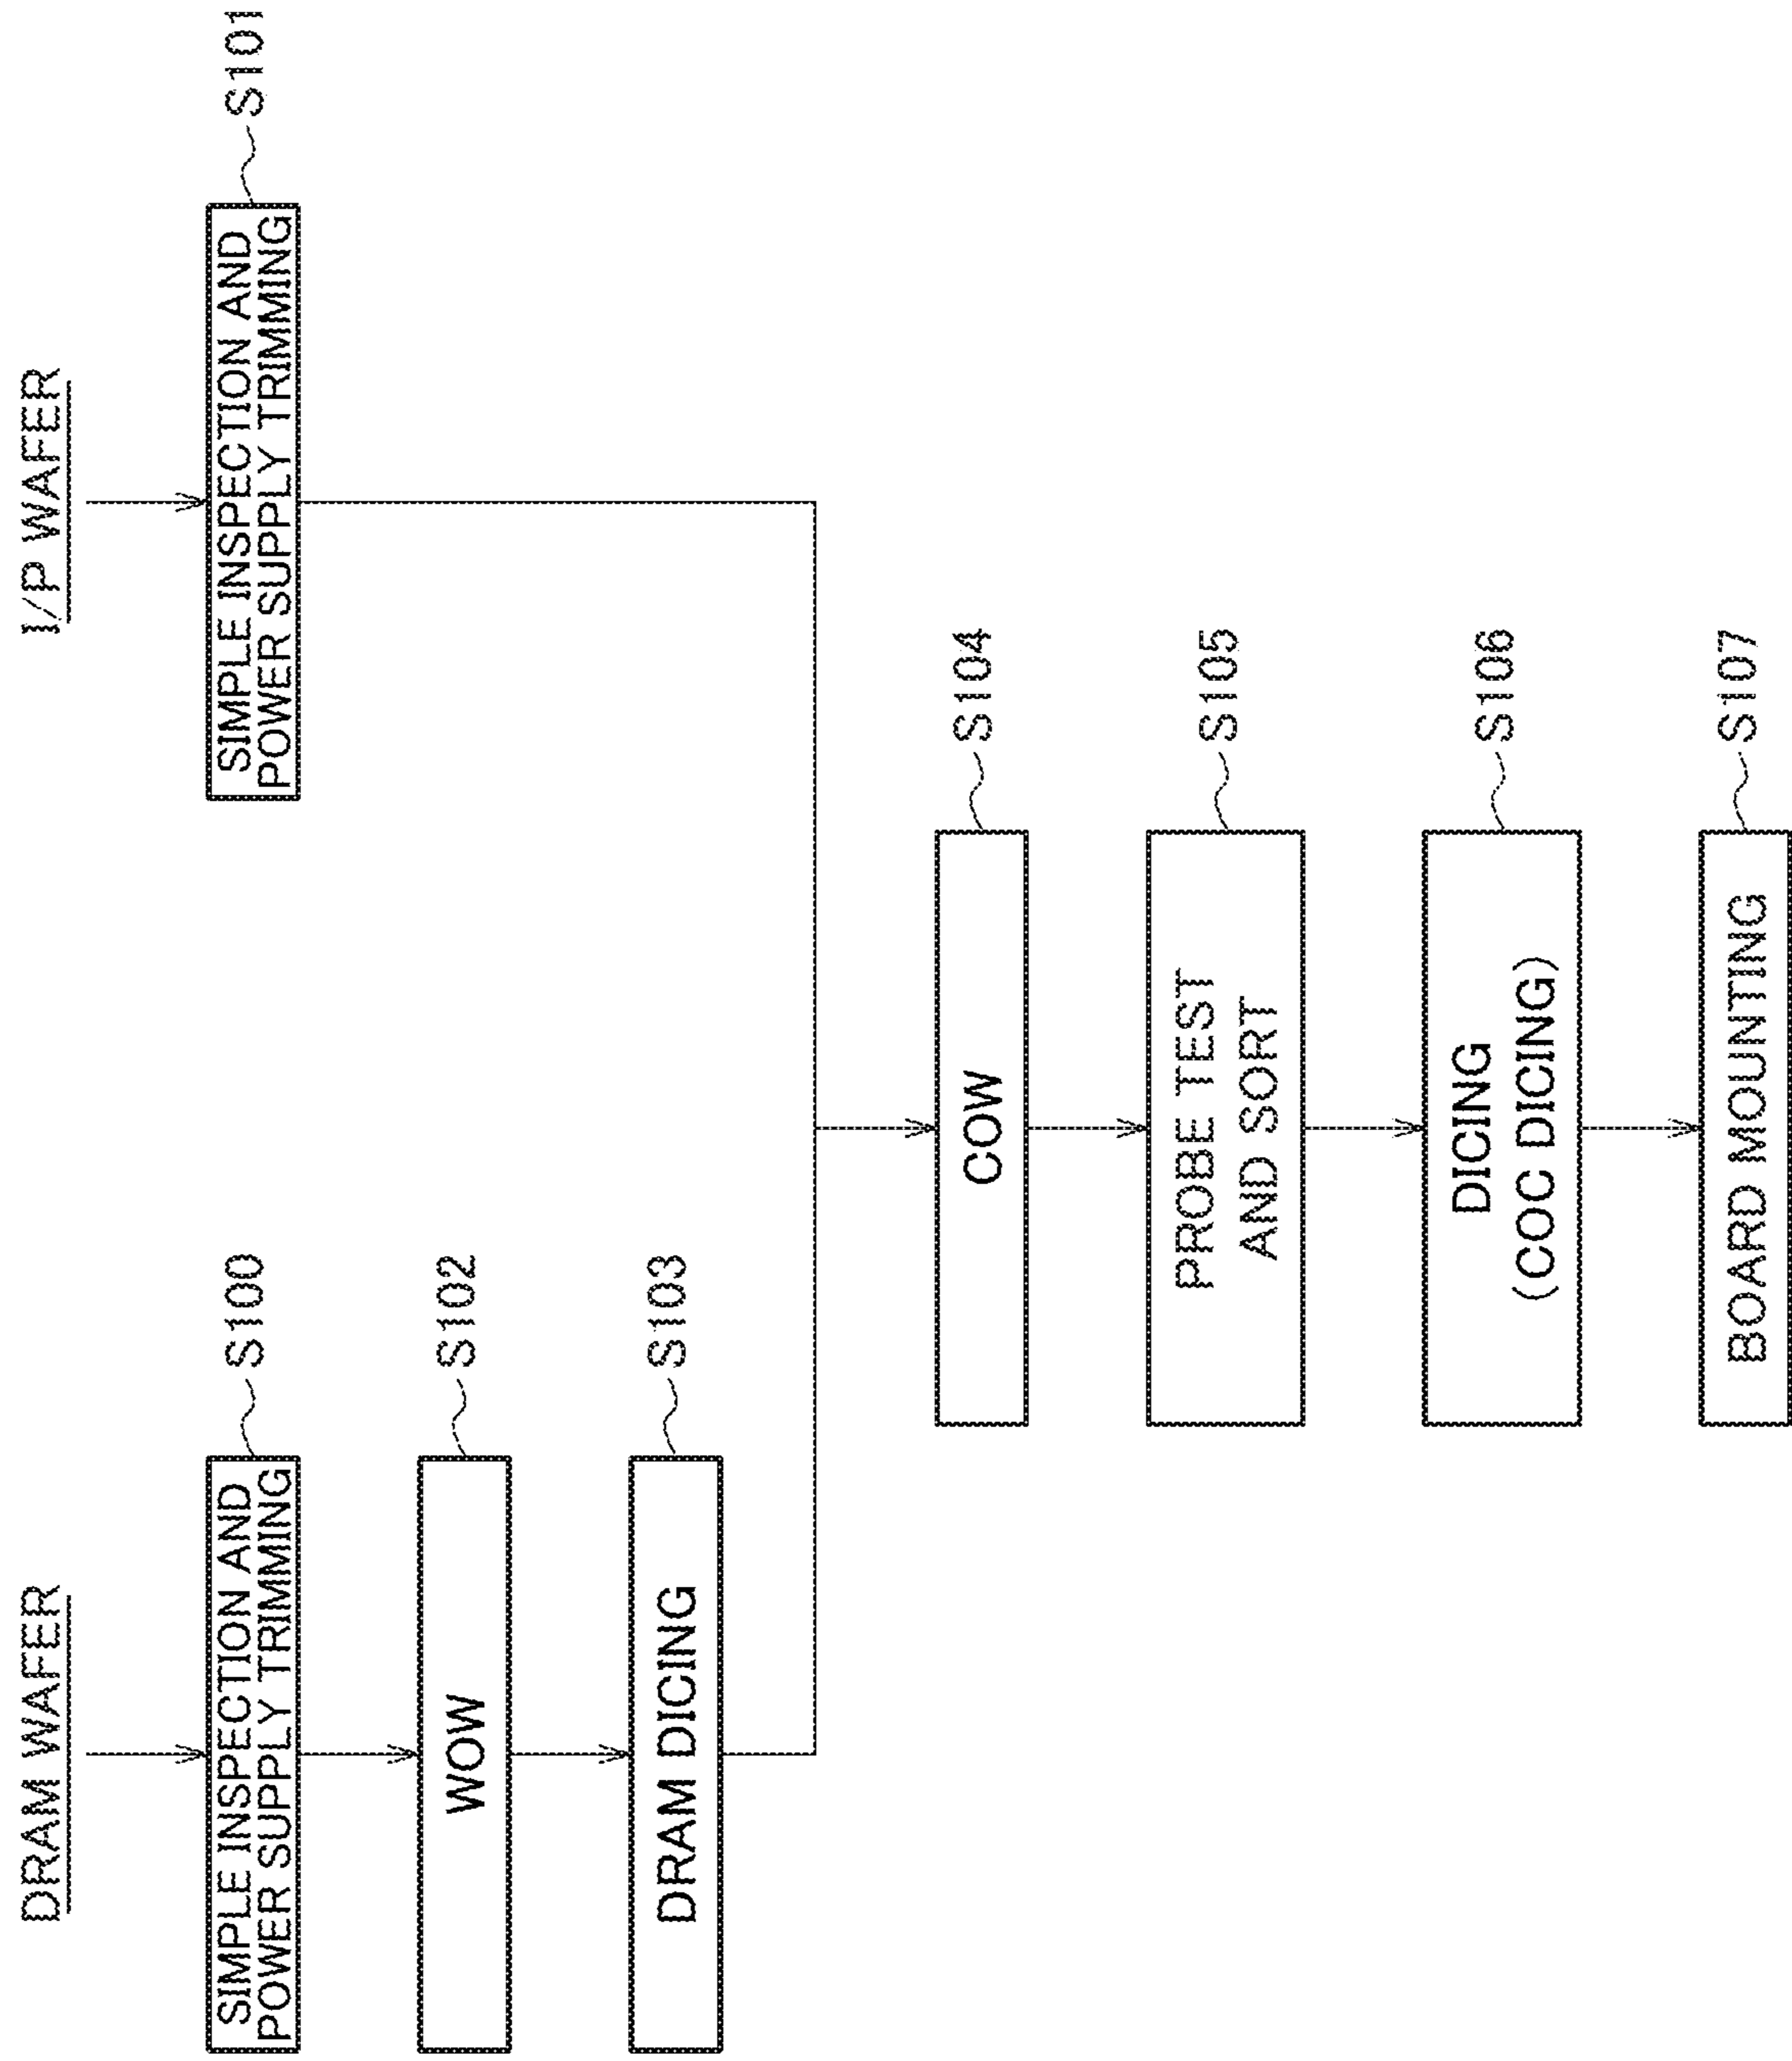 DRAM WAFER
SIMPLE INSPECTION AND
POWER SUPPLY TRIMMING
S100
WOW
S102
DRAM DICING
S103
I/P WAFER
SIMPLE INSPECTION AND
POWER SUPPLY TRIMMING
S101
COW
S104
PROBE TEST
AND SORT
S105
DICING
(COC DICING)
S106
BOARD MOUNTING
S107